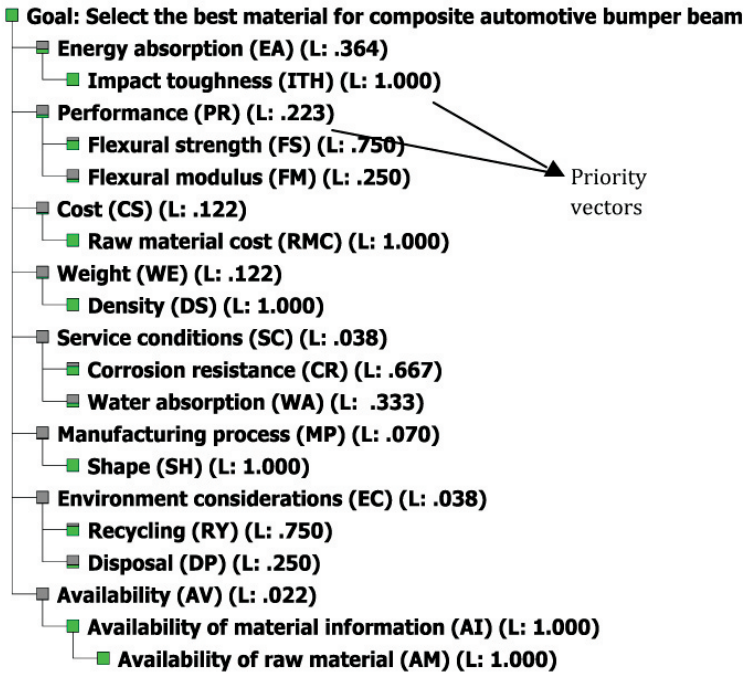 Goal: Select the best material for composite automotive bumper beam
Energy absorption (EA) (L: .364)
Impact toughness (ITH) (L: 1.000)
Performance (PR) (L: .223)
Flexural strength (FS) (L: .750)
Flexural modulus (FM) (L: .250)
Priority
vectors
Cost (CS) (L: .122)
Raw material cost (RMC) (L: 1.000)
Weight (WE) (L: .122)
Density (DS) (L: 1.000)
Service conditions (SC) (L: .038)
Corrosion resistance (CR) (L: .667)
Water absorption (WA) (L: .333)
Manufacturing process (MP) (L: .070)
Shape (SH) (L: 1.000)
Environment considerations (EC) (L: .038)
Recycling (RY) (L: .750)
Disposal (DP) (L: .250)
Availability (AV) (L: .022)
Availability of material information (AI) (L: 1.000)
Availability of raw material (AM) (L: 1.000)